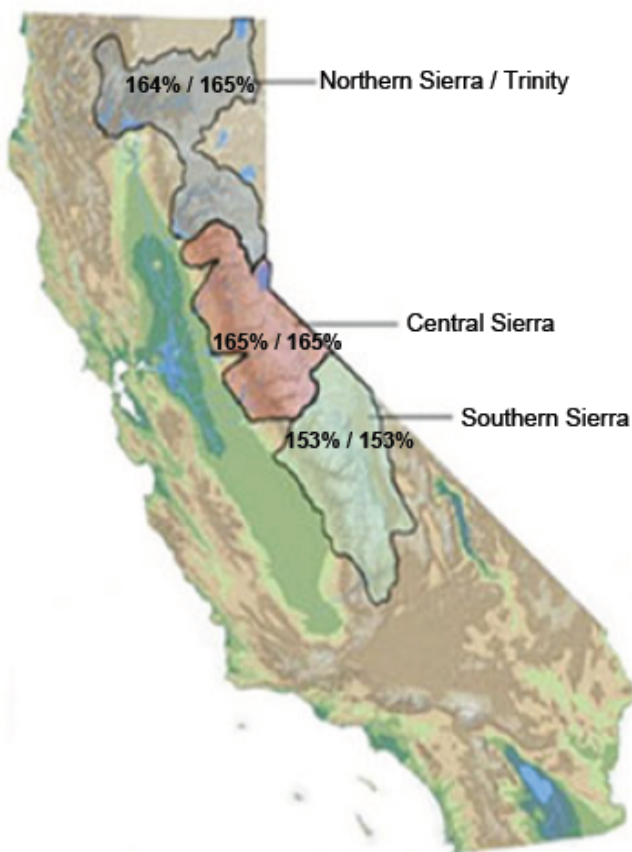 164% / 165%
Northern Sierra / Trinity
165% / 165%
Central Sierra
153% / 153%
Southern Sierra